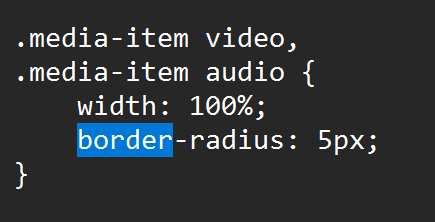 .media-item video,
.media-item audio {
    width: 100%;
    border-radius: 5px;
}